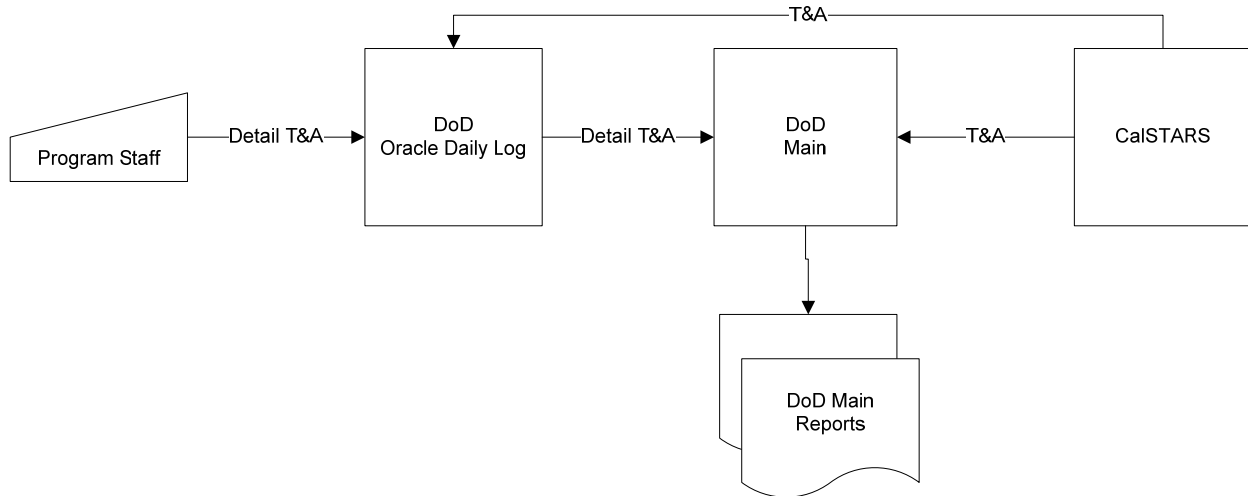 T&A
Program Staff
Detail T&A
DoD
Oracle Daily Log
Detail T&A
DoD
Main
T&A
CalSTARS
DoD Main
Reports